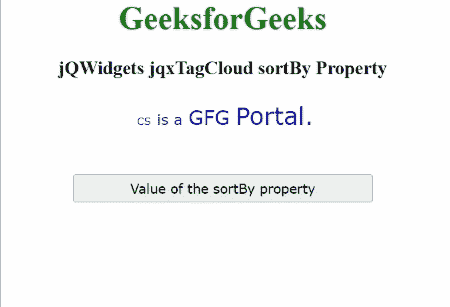 GeeksforGeeks
jQWidgets jqxTagCloud sortBy Property
cs is a GFG Portal.
Value of the sortBy property